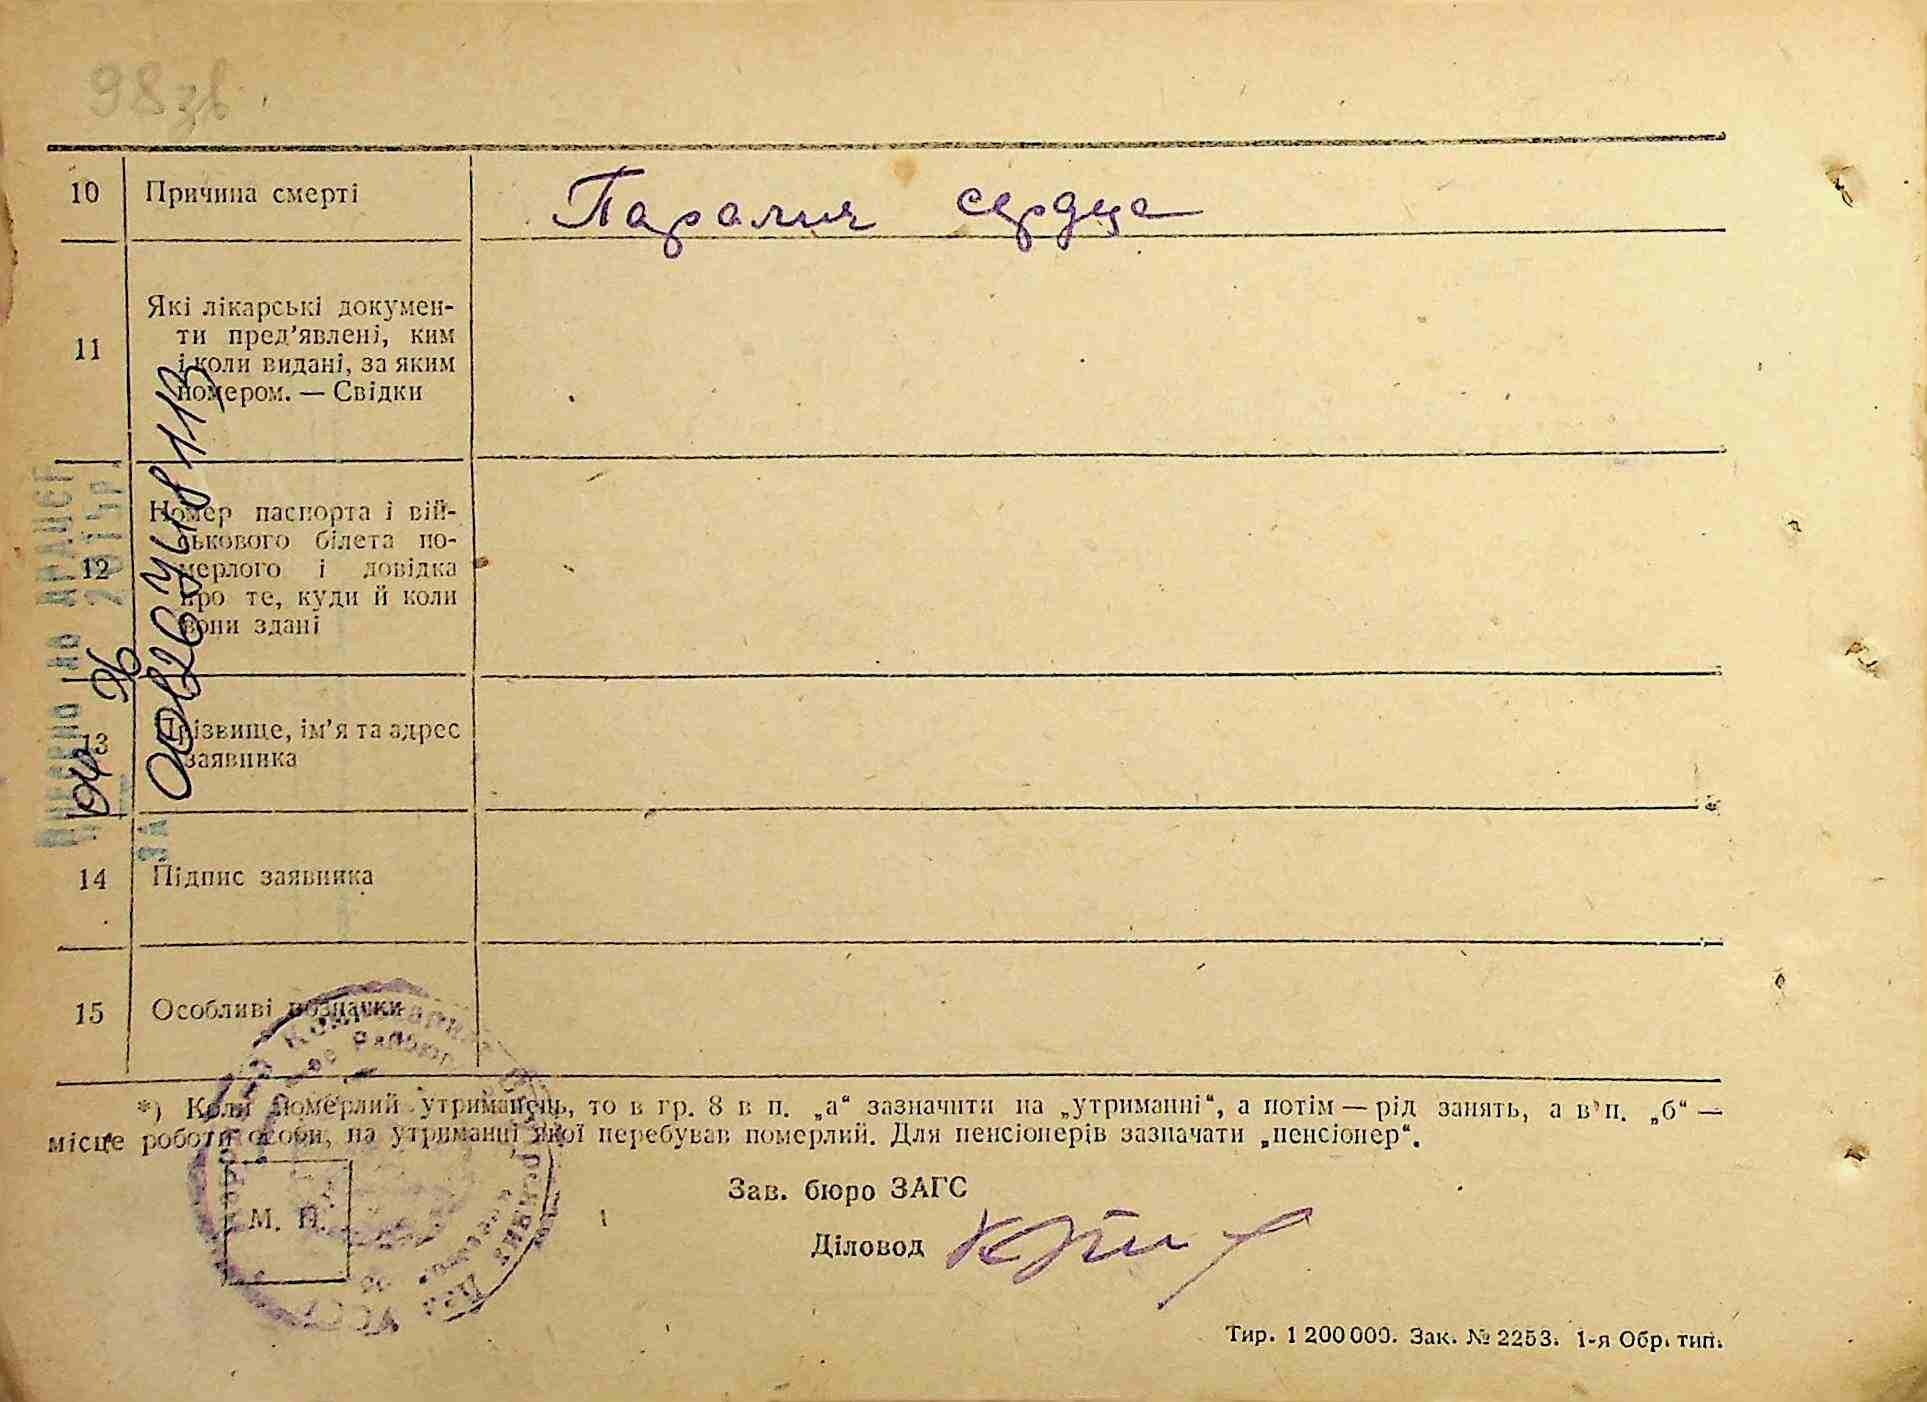 98 зв
10 Причина смерті Паралич сердца
11 Які лікарські докумен-
ти пред'явлені, ким
і коли видані, за яким
номером. — Свідки
12 Номер паспорта і вій-
ськового білета по-
мерлого і довідка
про те, куди й коли
вони здані
13 Прізвище, ім'я та адрес
заявника
14 Підпис заявника
15 Особливі возначки
*) Коли померлий утриманець, то в гр. 8 в п. „а“ зазначити на „утриманні“, а потім — рід занять, а в п. „б“ —
місце роботи особи, на утриманні якої перебував померлий. Для пенсіонерів зазначати „пенсіонер“.
Зав. бюро ЗАГС
М. П.
Діловод
Тир. 1 200 000. Зак. № 2253. 1-я Обр. тип.